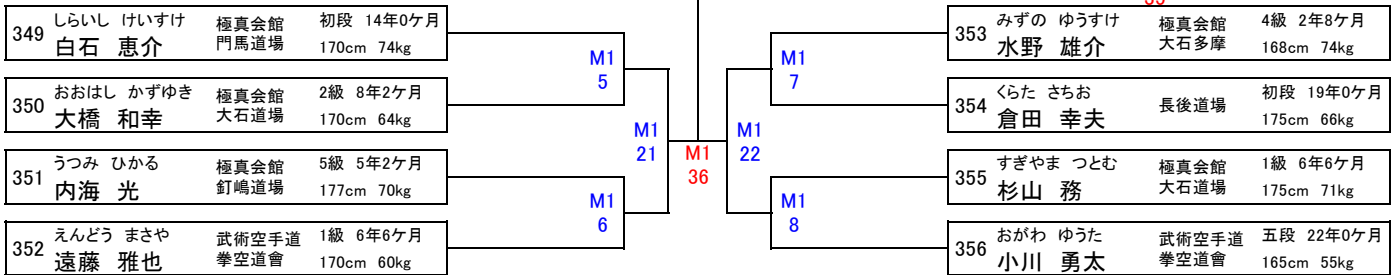 39
349
しらいし けいすけ
白石 恵介
極真会館
門馬道場
初段 14年0ケ月
170cm 74kg
350
おおはし かずゆき
大橋 和幸
極真会館
大石道場
2級 8年2ケ月
170cm 64kg
351
うつみ ひかる
内海 光
極真会館
釘嶋道場
5級 5年2ケ月
177cm 70kg
352
えんどう まさや
遠藤 雅也
武術空手道
拳空道會
1級 6年6ケ月
170cm 60kg
M1
5
M1
6
M1
21
M1
36
M1
22
M1
7
M1
8
353
みずの ゆうすけ
水野 雄介
極真会館
大石多摩
4級 2年8ケ月
168cm 74kg
354
くらた さちお
倉田 幸夫
長後道場
初段 19年0ケ月
175cm 66kg
355
すぎやま つとむ
杉山 務
極真会館
大石道場
1級 6年6ケ月
175cm 71kg
356
おがわ ゆうた
小川 勇太
武術空手道
拳空道會
五段 22年0ケ月
165cm 55kg